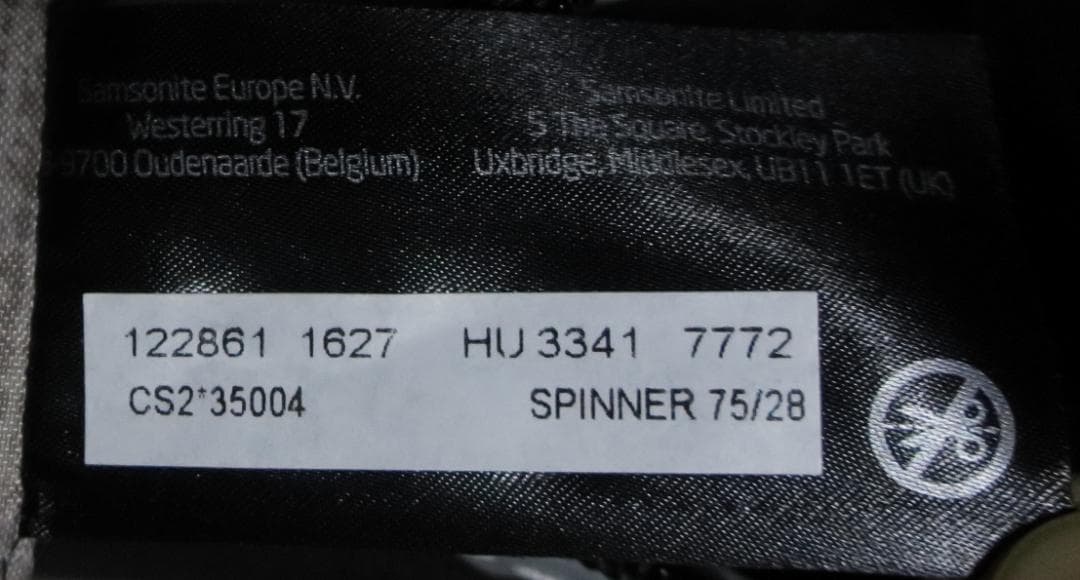 Samsonite Europe N.V.
Westerring 17
B-9700 Oudenaarde (Belgium)
Samsonite Limited
5 The Square, Stockley Park
Uxbridge, Middlesex, UB11 1ET (UK)
122861 1627 HU 3341 7772
CS2*35004 SPINNER 75/28